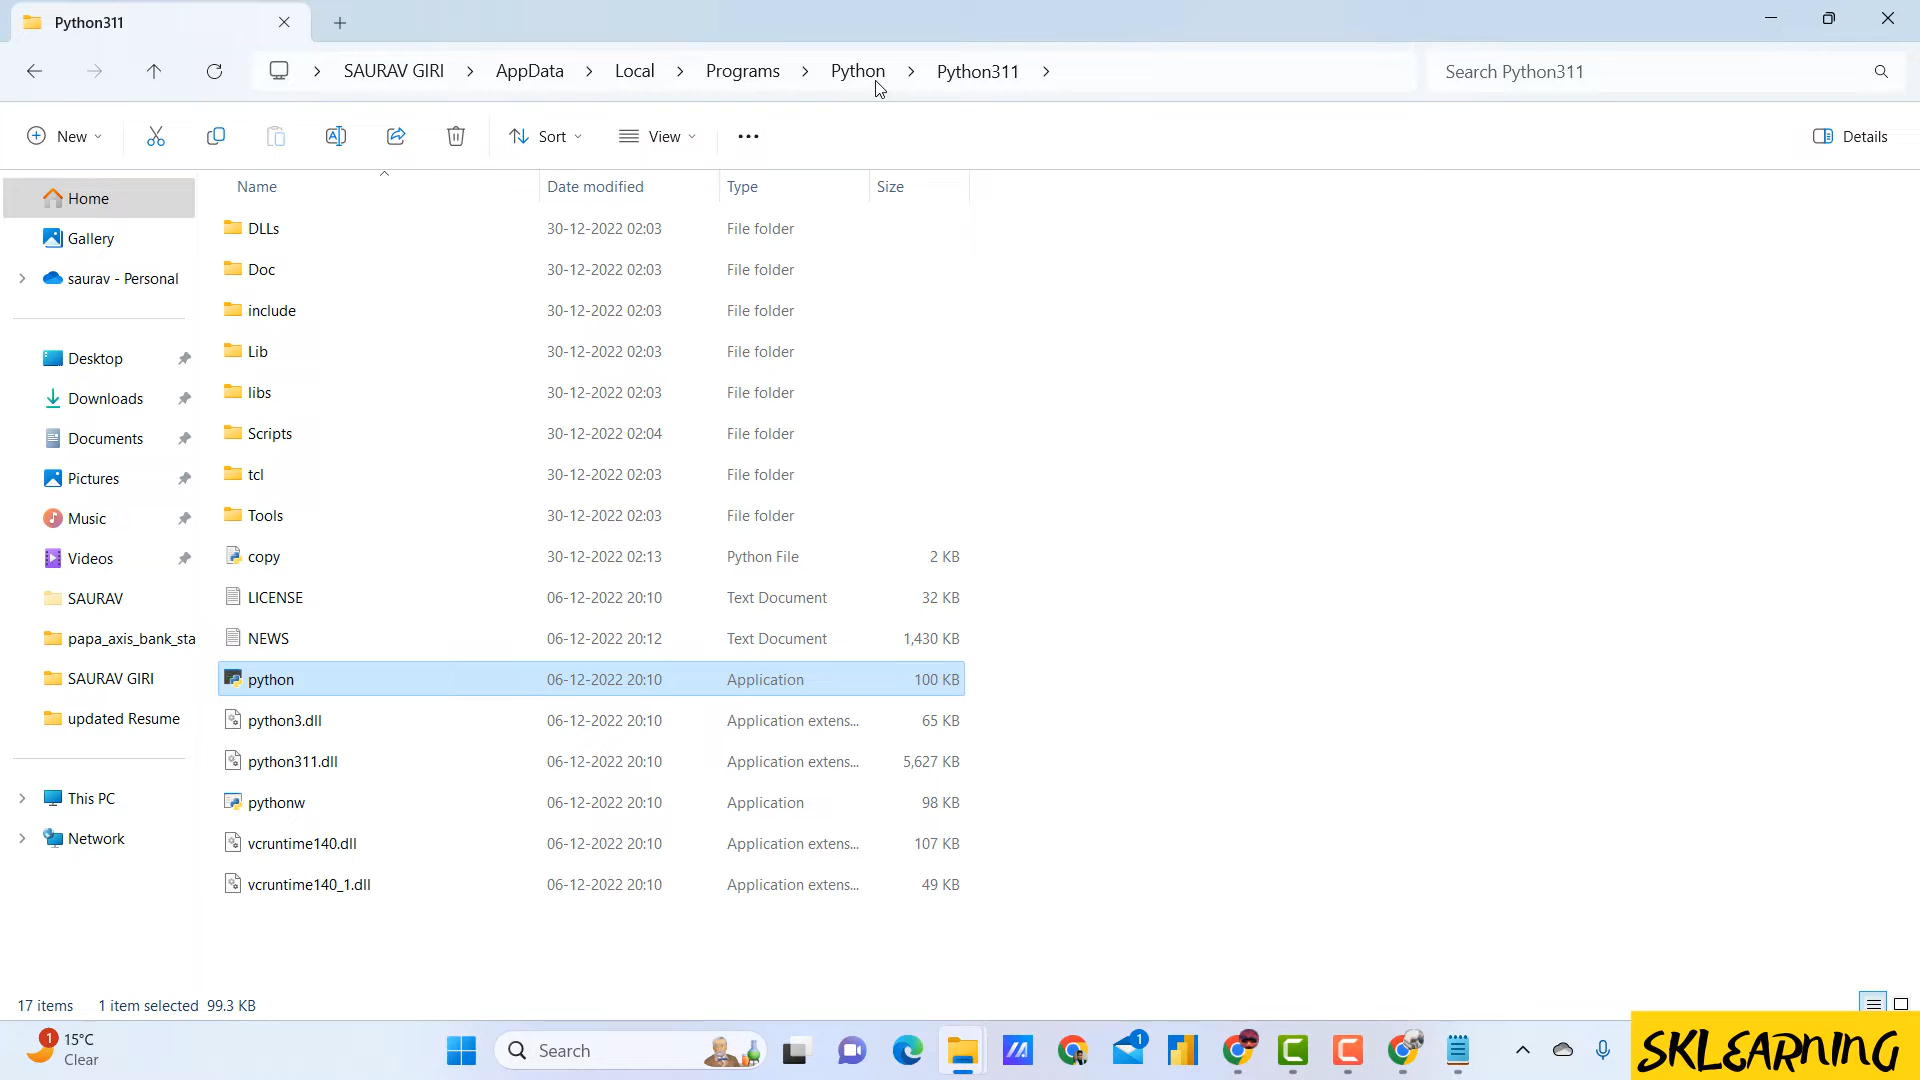 Python311
SAURAV GIRI > AppData > Local > Programs > Python > Python311 >
Search Python311
New
Sort
View
Details
Name Date modified Type Size
Home
Gallery
saurav - Personal
Desktop
Downloads
Documents
Pictures
Music
Videos
SAURAV
papa_axis_bank_sta
SAURAV GIRI
updated Resume
This PC
Network
DLLs 30-12-2022 02:03 File folder
Doc 30-12-2022 02:03 File folder
include 30-12-2022 02:03 File folder
Lib 30-12-2022 02:03 File folder
libs 30-12-2022 02:03 File folder
Scripts 30-12-2022 02:04 File folder
tcl 30-12-2022 02:03 File folder
Tools 30-12-2022 02:03 File folder
copy 30-12-2022 02:13 Python File 2 KB
LICENSE 06-12-2022 20:10 Text Document 32 KB
NEWS 06-12-2022 20:12 Text Document 1,430 KB
python 06-12-2022 20:10 Application 100 KB
python3.dll 06-12-2022 20:10 Application extens... 65 KB
python311.dll 06-12-2022 20:10 Application extens... 5,627 KB
pythonw 06-12-2022 20:10 Application 98 KB
vcruntime140.dll 06-12-2022 20:10 Application extens... 107 KB
vcruntime140_1.dll 06-12-2022 20:10 Application extens... 49 KB
17 items 1 item selected 99.3 KB
1
15°C
Clear
Search
1
SKLEARNING